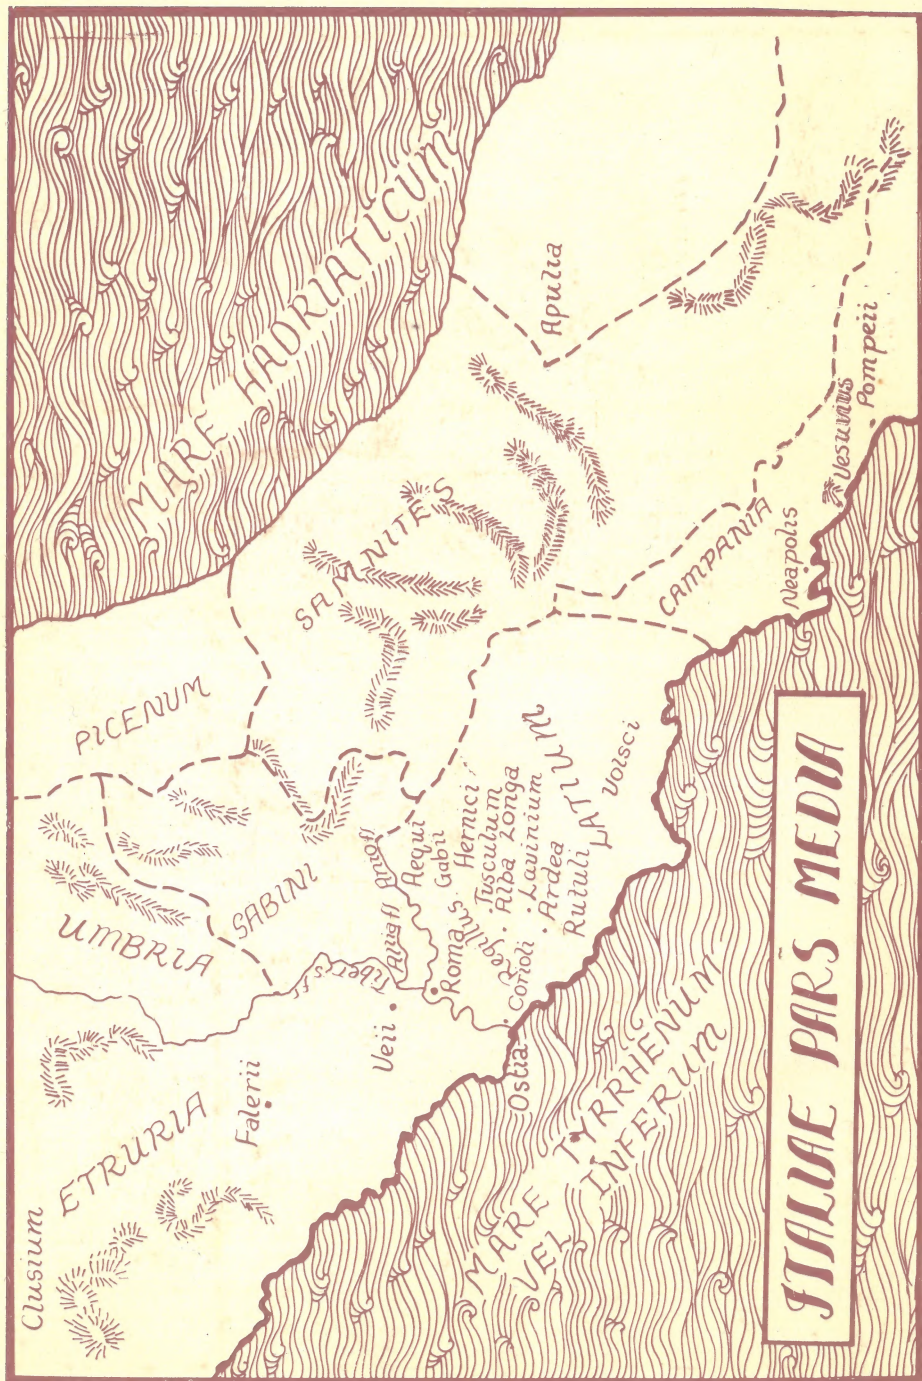 MARE HADRIATICUM
Clusium
ETRURIA
UMBRIA
PICENUM
Falerii
SABINI
SAMNITES
Apulia
Veii
Tiberis fl
Anio fl
Roma
Regillus
Aequi
Gabii
Hernici
Tusculum
Alba Longa
Corioli
Lavinium
Ardea
Rutuli
LATIUM
Volsci
Ostia
CAMPANIA
Neapolis
Vesuvius
Pompeii
MARE TYRRHENUM
VEL INFERUM
ITALIAE PARS MEDIA